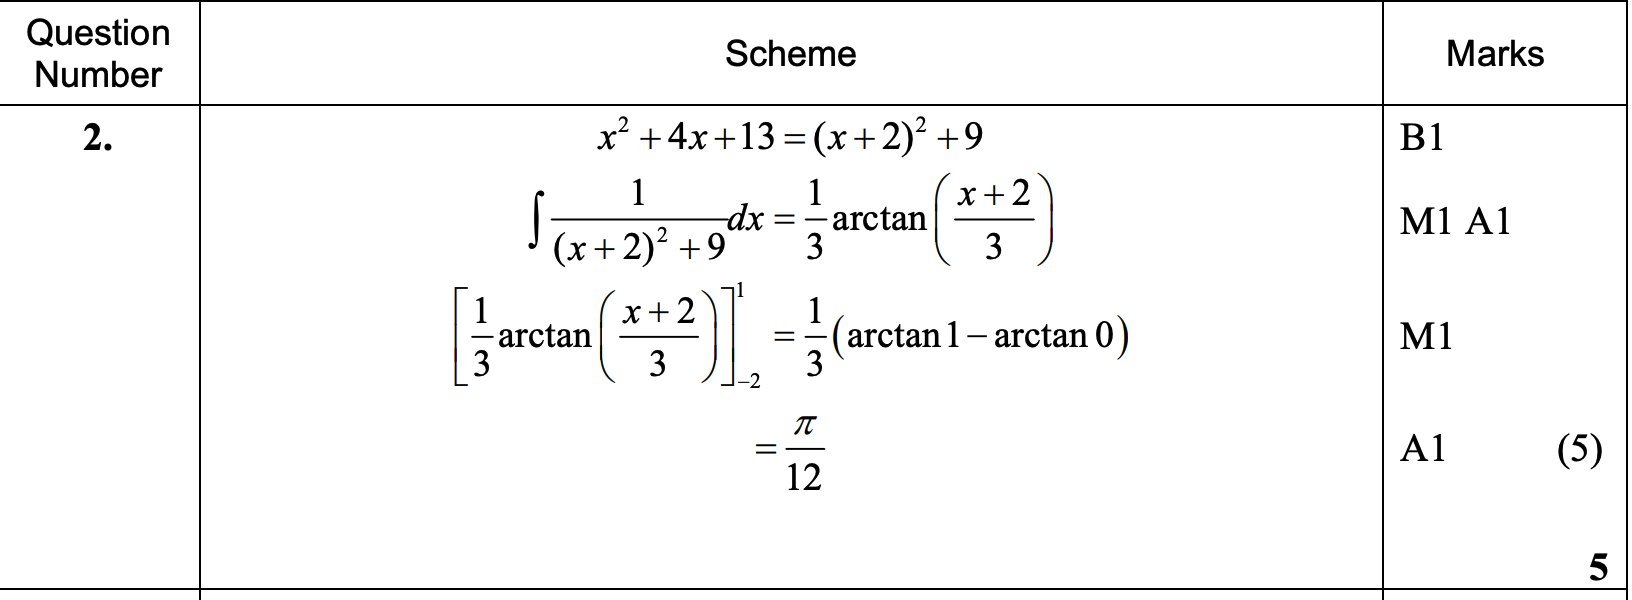 Question Number Scheme Marks
2. x² + 4x + 13 = (x + 2)² + 9 B1
∫ 1/((x + 2)² + 9) dx = 1/3 arctan((x + 2)/3) M1 A1
[1/3 arctan((x + 2)/3)]₋₂¹ = 1/3 (arctan 1 − arctan 0) M1
= π/12 A1 (5)
5